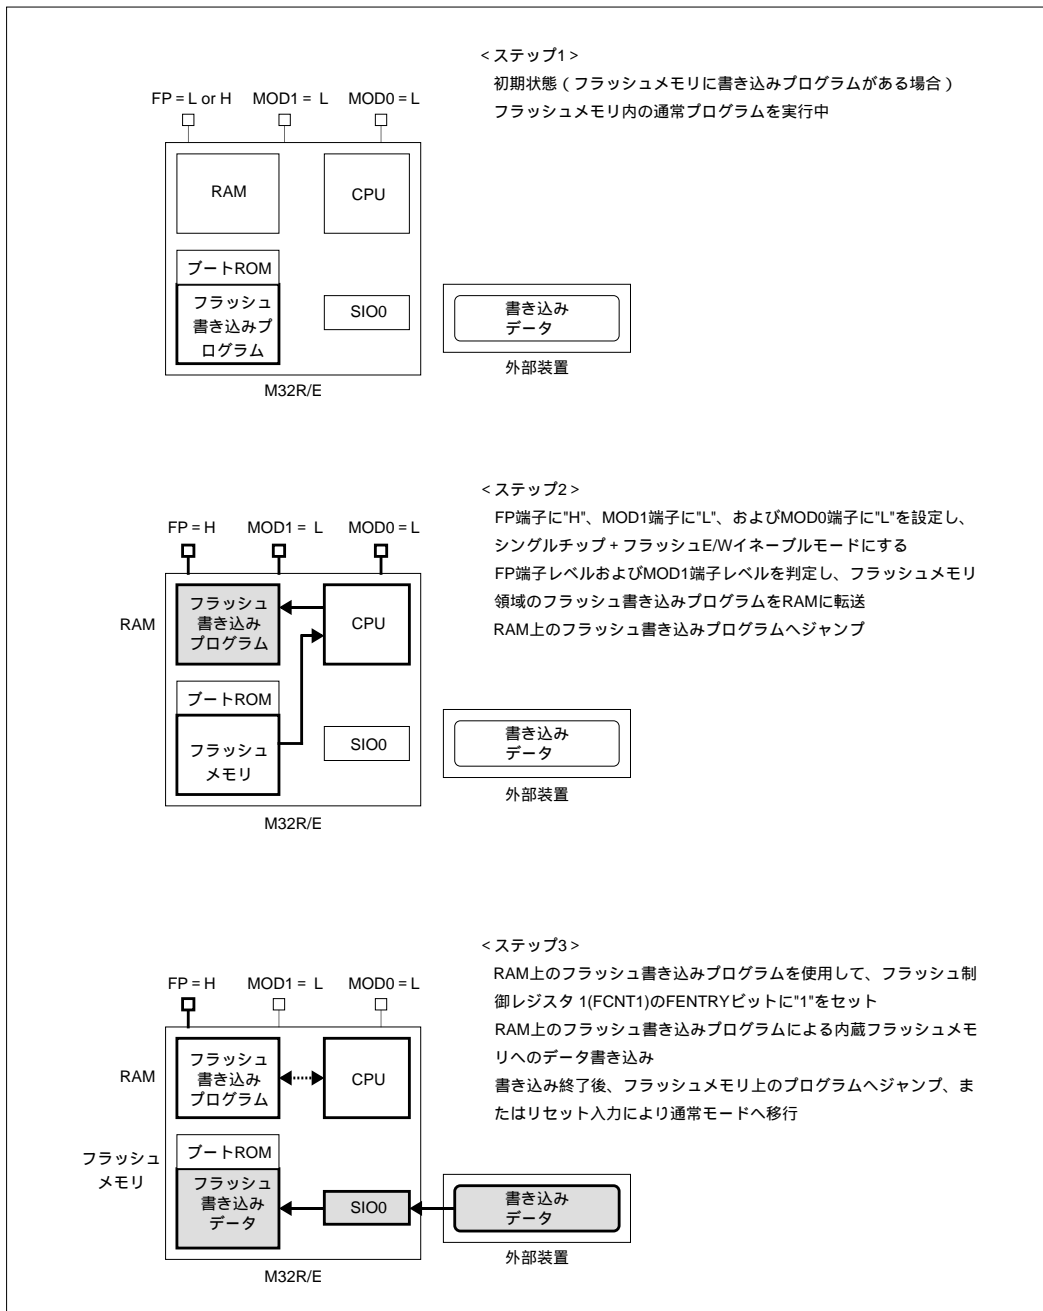 <ステップ1>
初期状態(フラッシュメモリに書き込みプログラムがある場合)
フラッシュメモリ内の通常プログラムを実行中
FP = L or H MOD1 = L MOD0 = L
RAM
CPU
ブートROM
フラッシュ
書き込みプ
ログラム
SIO0
書き込み
データ
外部装置
M32R/E
<ステップ2>
FP端子に"H"、MOD1端子に"L"、およびMOD0端子に"L"を設定し、
シングルチップ + フラッシュE/Wイネーブルモードにする
FP端子レベルおよびMOD1端子レベルを判定し、フラッシュメモリ
領域のフラッシュ書き込みプログラムをRAMに転送
RAM上のフラッシュ書き込みプログラムへジャンプ
FP = H MOD1 = L MOD0 = L
RAM
フラッシュ
書き込み
プログラム
CPU
ブートROM
フラッシュ
メモリ
SIO0
書き込み
データ
外部装置
M32R/E
<ステップ3>
RAM上のフラッシュ書き込みプログラムを使用して、フラッシュ制
御レジスタ 1(FCNT1)のFENTRYビットに"1"をセット
RAM上のフラッシュ書き込みプログラムによる内蔵フラッシュメモ
リへのデータ書き込み
書き込み終了後、フラッシュメモリ上のプログラムへジャンプ、ま
たはリセット入力により通常モードへ移行
FP = H MOD1 = L MOD0 = L
RAM
フラッシュ
書き込み
プログラム
CPU
フラッシュ
メモリ
ブートROM
フラッシュ
書き込み
データ
SIO0
書き込み
データ
外部装置
M32R/E